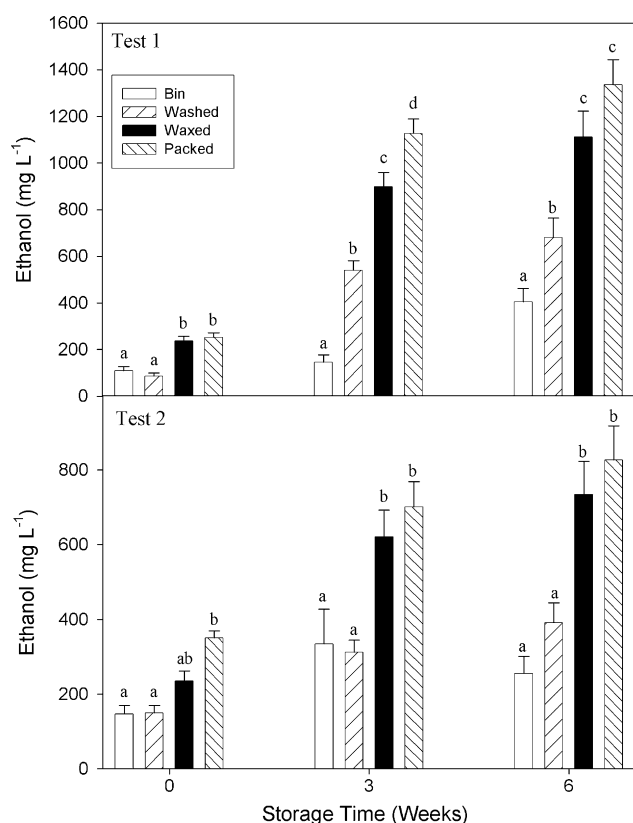 Test 1
Bin
Washed
Waxed
Packed
Ethanol (mg L⁻¹)
1600
1400
1200
1000
800
600
400
200
0
a a b b
a b c d
a b c c
Test 2
Ethanol (mg L⁻¹)
800
600
400
200
0
a a ab b
a a b b
a a b b
0 3 6
Storage Time (Weeks)